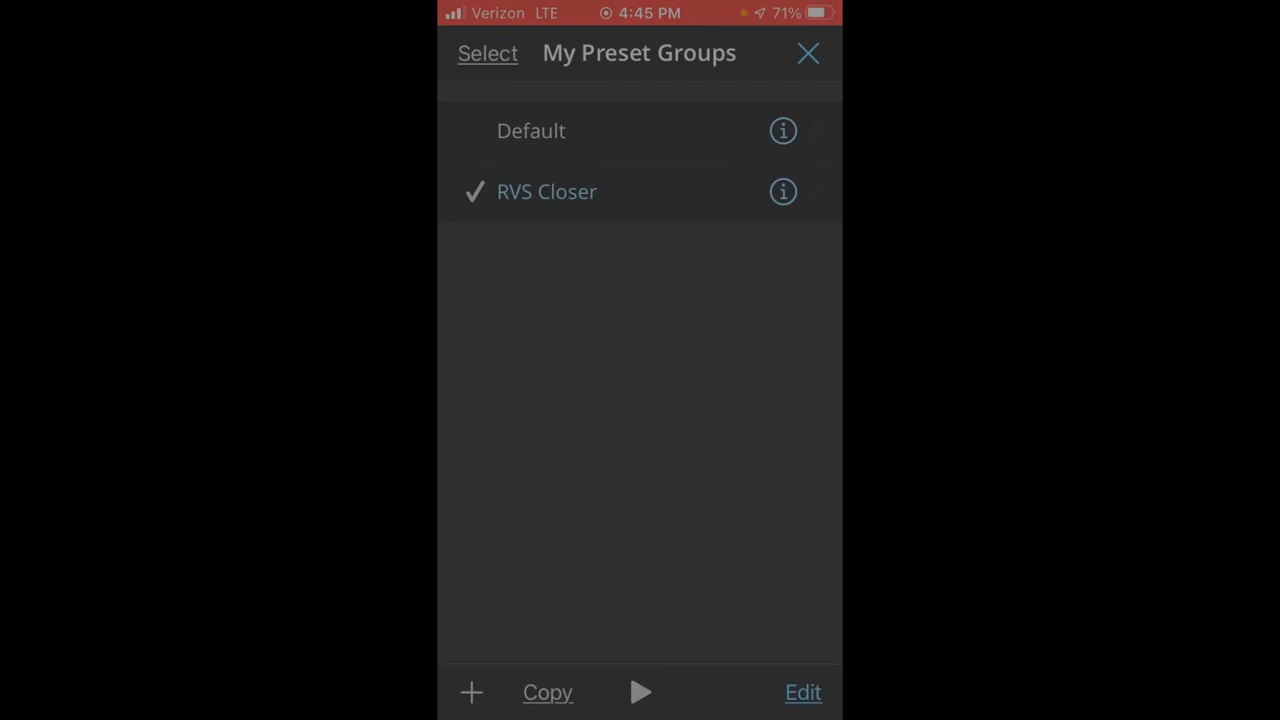 Verizon LTE 4:45 PM 71%
Select My Preset Groups
Default
RVS Closer
Copy Edit